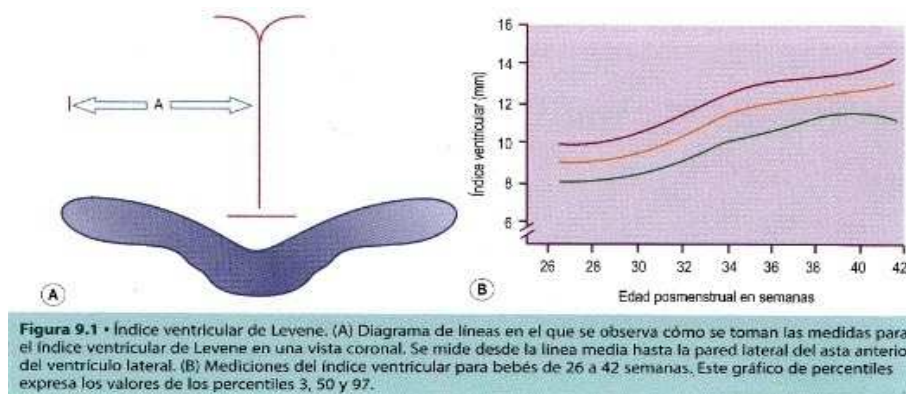 A
A
Índice ventricular (mm)
16
14
12
10
8
6
26 28 30 32 34 36 38 40 42
Edad posmenstrual en semanas
B
Figura 9.1 • Índice ventricular de Levene. (A) Diagrama de líneas en el que se observa cómo se toman las medidas para
el índice ventricular de Levene en una vista coronal. Se mide desde la línea media hasta la pared lateral del asta anterio
del ventrículo lateral. (B) Mediciones del índice ventricular para bebés de 26 a 42 semanas. Este gráfico de percentiles
expresa los valores de los percentiles 3, 50 y 97.